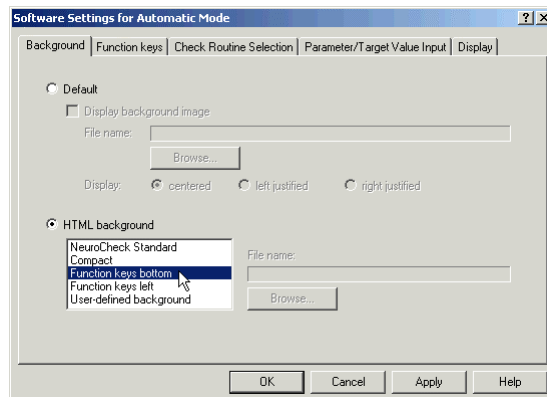 Software Settings for Automatic Mode
Background Function keys Check Routine Selection Parameter/Target Value Input Display
Default
Display background image
File name:
Browse...
Display: centered left justified right justified
HTML background
NeuroCheck Standard
Compact
Function keys bottom
Function keys left
User-defined background
File name:
Browse...
OK Cancel Apply Help